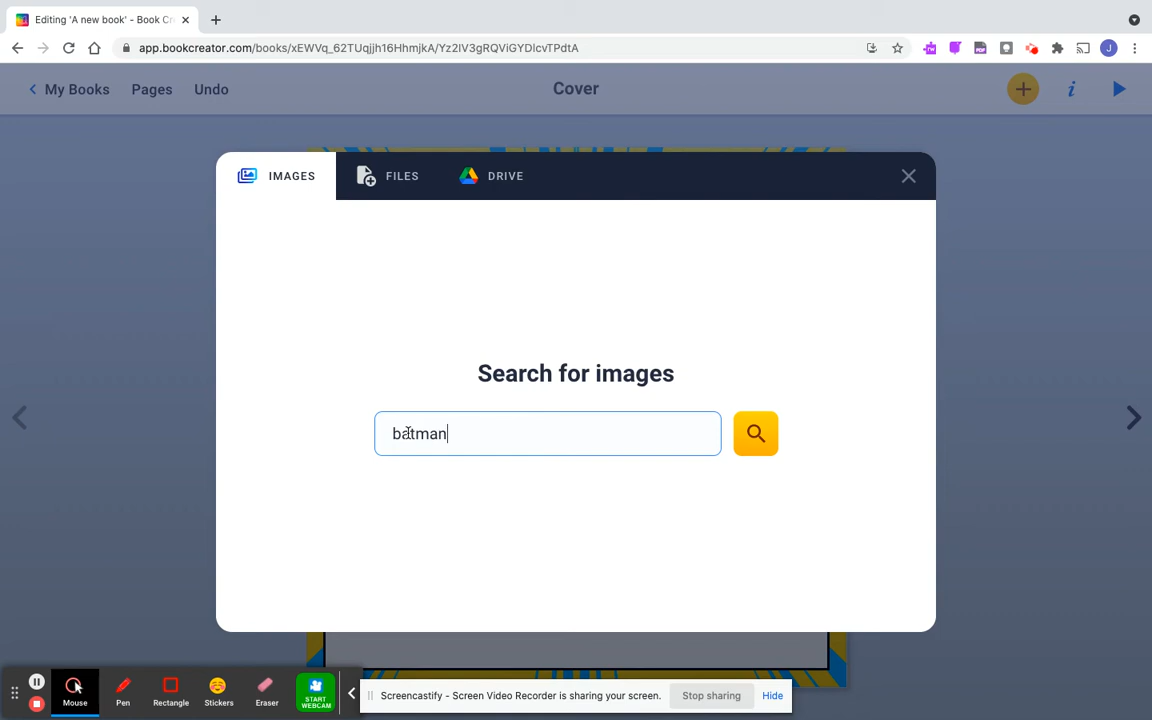 Editing 'A new book' - Book Cr
app.bookcreator.com/books/xEWVq_62TUqjjh16HhmjkA/Yz2IV3gRQViGYDlcvTPdtA
J
My Books Pages Undo
Cover
i
IMAGES
FILES
DRIVE
Search for images
batman
Mouse
Pen
Rectangle
Stickers
Eraser
START
WEBCAM
Screencastify - Screen Video Recorder is sharing your screen.
Stop sharing
Hide